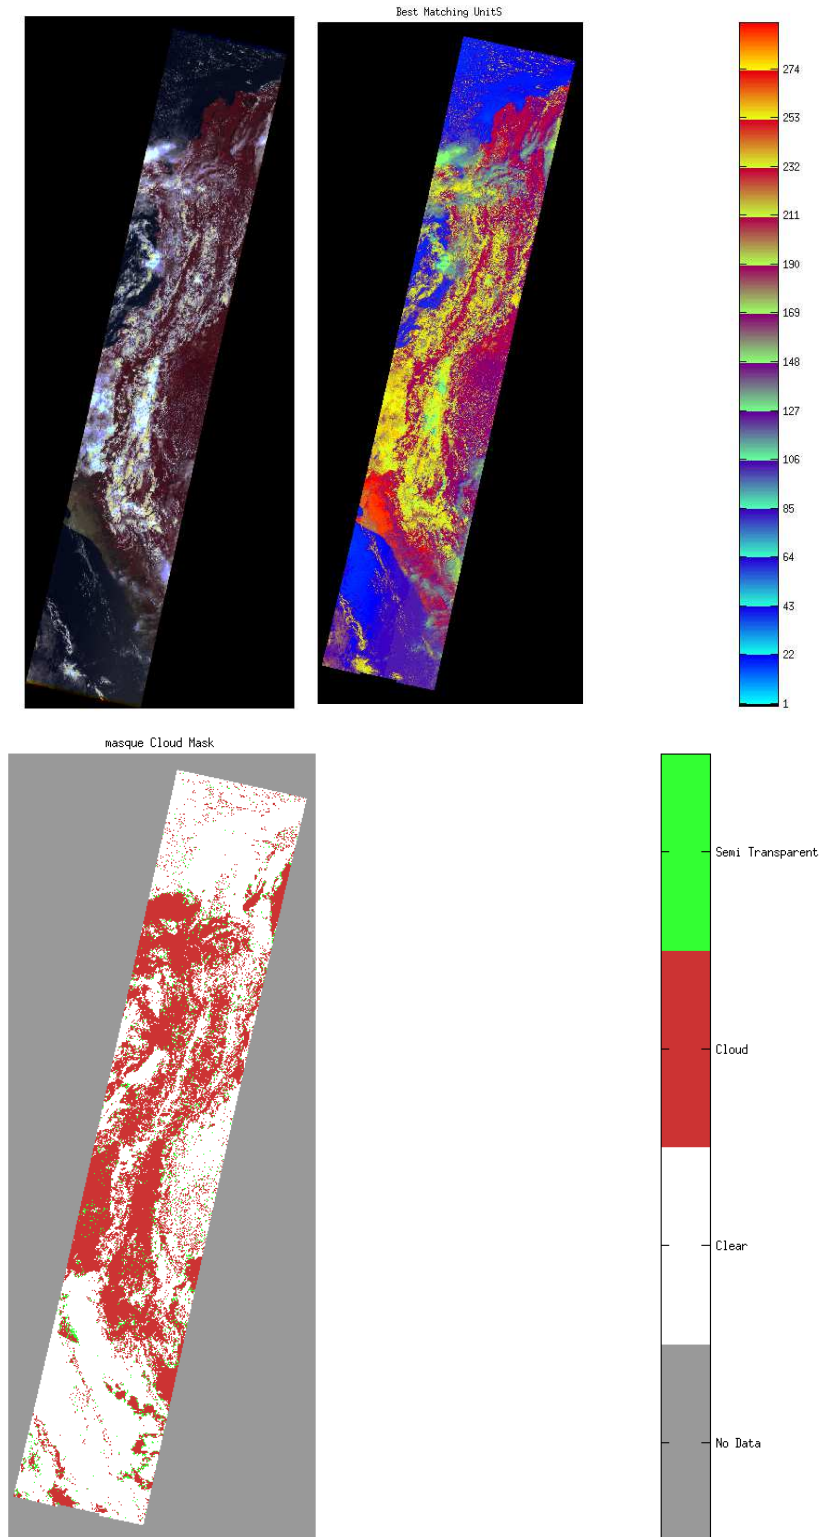 Best Matching UnitS
274
253
232
211
190
169
148
127
106
85
64
43
22
1
masque Cloud Mask
Semi Transparent
Cloud
Clear
No Data